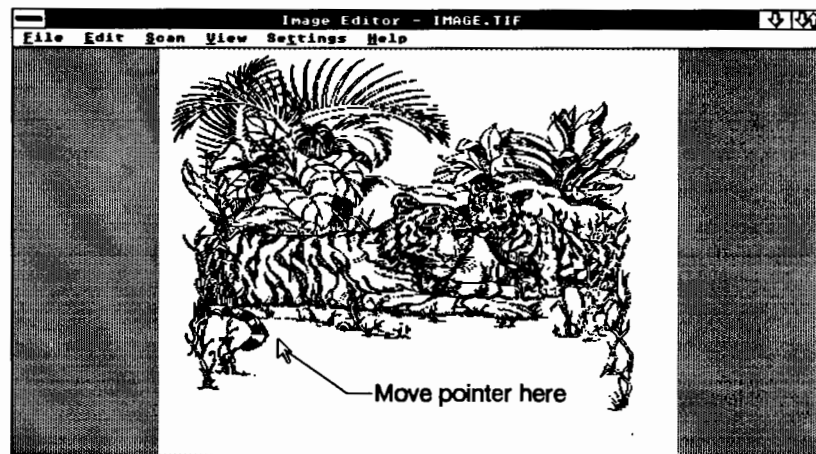 Image Editor - IMAGE.TIF
File Edit Scan View Settings Help
Move pointer here